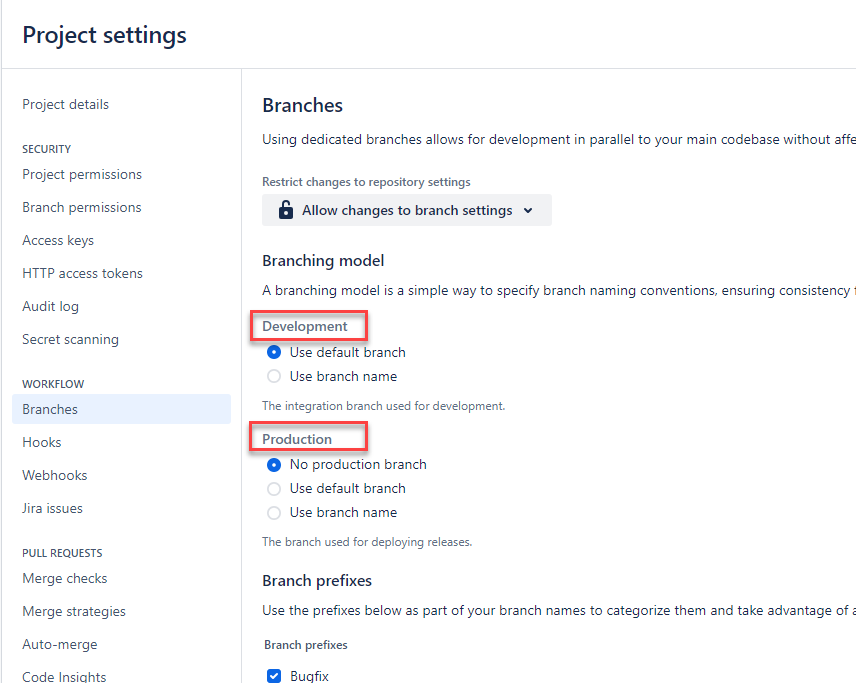 Project settings
Project details
SECURITY
Project permissions
Branch permissions
Access keys
HTTP access tokens
Audit log
Secret scanning
WORKFLOW
Branches
Hooks
Webhooks
Jira issues
PULL REQUESTS
Merge checks
Merge strategies
Auto-merge
Code Insights
Branches
Using dedicated branches allows for development in parallel to your main codebase without affe
Restrict changes to repository settings
Allow changes to branch settings
Branching model
A branching model is a simple way to specify branch naming conventions, ensuring consistency
Development
Use default branch
Use branch name
The integration branch used for development.
Production
No production branch
Use default branch
Use branch name
The branch used for deploying releases.
Branch prefixes
Use the prefixes below as part of your branch names to categorize them and take advantage of a
Branch prefixes
Bugfix